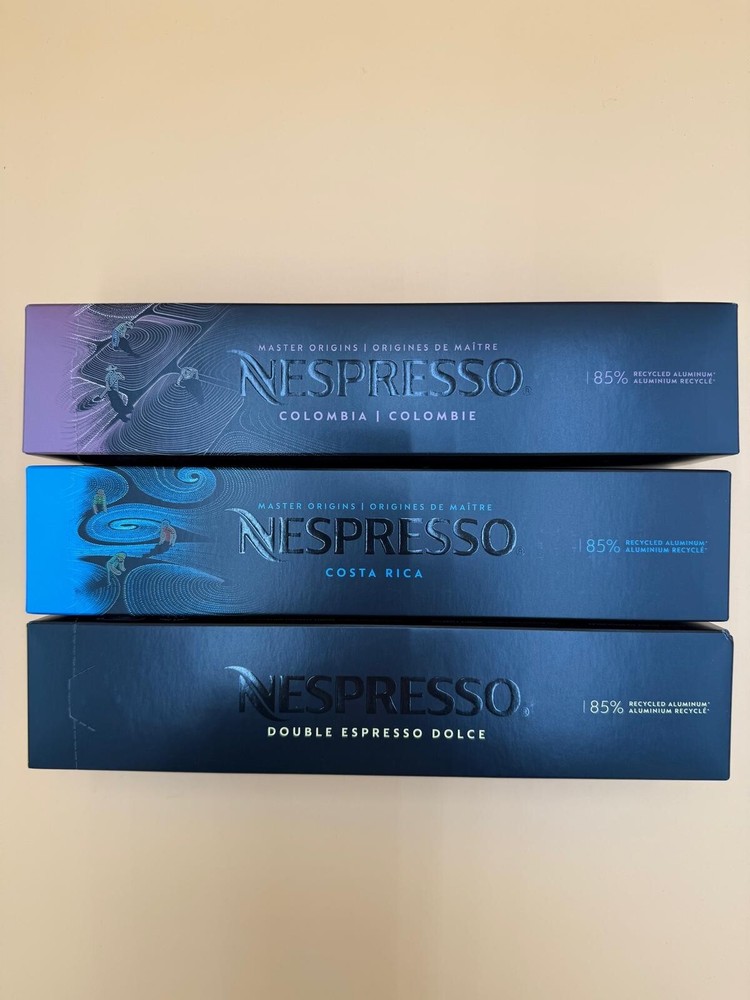 MASTER ORIGINS | ORIGINES DE MAÎTRE
NESPRESSO
COLOMBIA | COLOMBIE
85% RECYCLED ALUMINUM*
ALUMINIUM RECYCLÉ*
MASTER ORIGINS | ORIGINES DE MAÎTRE
NESPRESSO
COSTA RICA
85% RECYCLED ALUMINUM*
ALUMINIUM RECYCLÉ*
NESPRESSO
DOUBLE ESPRESSO DOLCE
85% RECYCLED ALUMINUM*
ALUMINIUM RECYCLÉ*